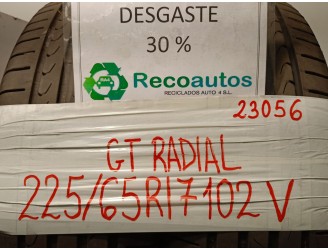 DESGASTE
30 %
Recoautos
RECICLADOS AUTO 4 S.L.
23056
GT RADIAL
225/65R17 102 V